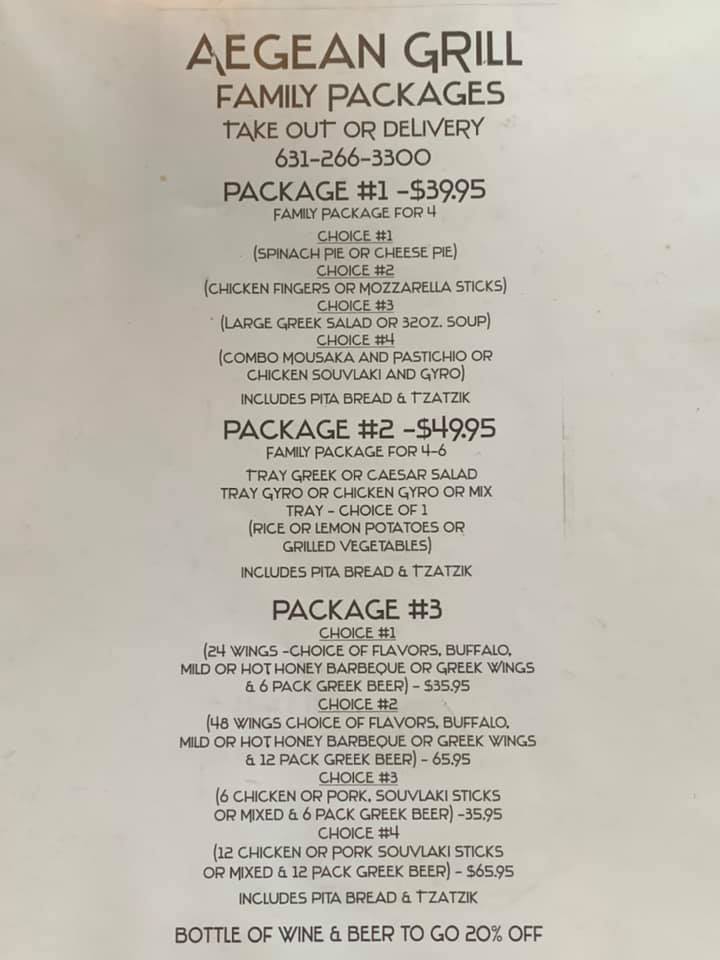 AEGEAN GRILL
FAMILY PACKAGES
TAKE OUT OR DELIVERY
631-266-3300
PACKAGE #1 -$39.95
FAMILY PACKAGE FOR 4
CHOICE #1
(SPINACH PIE OR CHEESE PIE)
CHOICE #2
(CHICKEN FINGERS OR MOZZARELLA STICKS)
CHOICE #3
(LARGE GREEK SALAD OR 32OZ. SOUP)
CHOICE #4
(COMBO MOUSAKA AND PASTICHIO OR
CHICKEN SOUVLAKI AND GYRO)
INCLUDES PITA BREAD & TZATZIK
PACKAGE #2 -$49.95
FAMILY PACKAGE FOR 4-6
TRAY GREEK OR CAESAR SALAD
TRAY GYRO OR CHICKEN GYRO OR MIX
TRAY - CHOICE OF 1
(RICE OR LEMON POTATOES OR
GRILLED VEGETABLES)
INCLUDES PITA BREAD & TZATZIK
PACKAGE #3
CHOICE #1
(24 WINGS -CHOICE OF FLAVORS, BUFFALO,
MILD OR HOT HONEY BARBEQUE OR GREEK WINGS
& 6 PACK GREEK BEER) - $35.95
CHOICE #2
(48 WINGS CHOICE OF FLAVORS, BUFFALO,
MILD OR HOT HONEY BARBEQUE OR GREEK WINGS
& 12 PACK GREEK BEER) - 65.95
CHOICE #3
(6 CHICKEN OR PORK, SOUVLAKI STICKS
OR MIXED & 6 PACK GREEK BEER) -35.95
CHOICE #4
(12 CHICKEN OR PORK SOUVLAKI STICKS
OR MIXED & 12 PACK GREEK BEER) - $65.95
INCLUDES PITA BREAD & TZATZIK
BOTTLE OF WINE & BEER TO GO 20% OFF